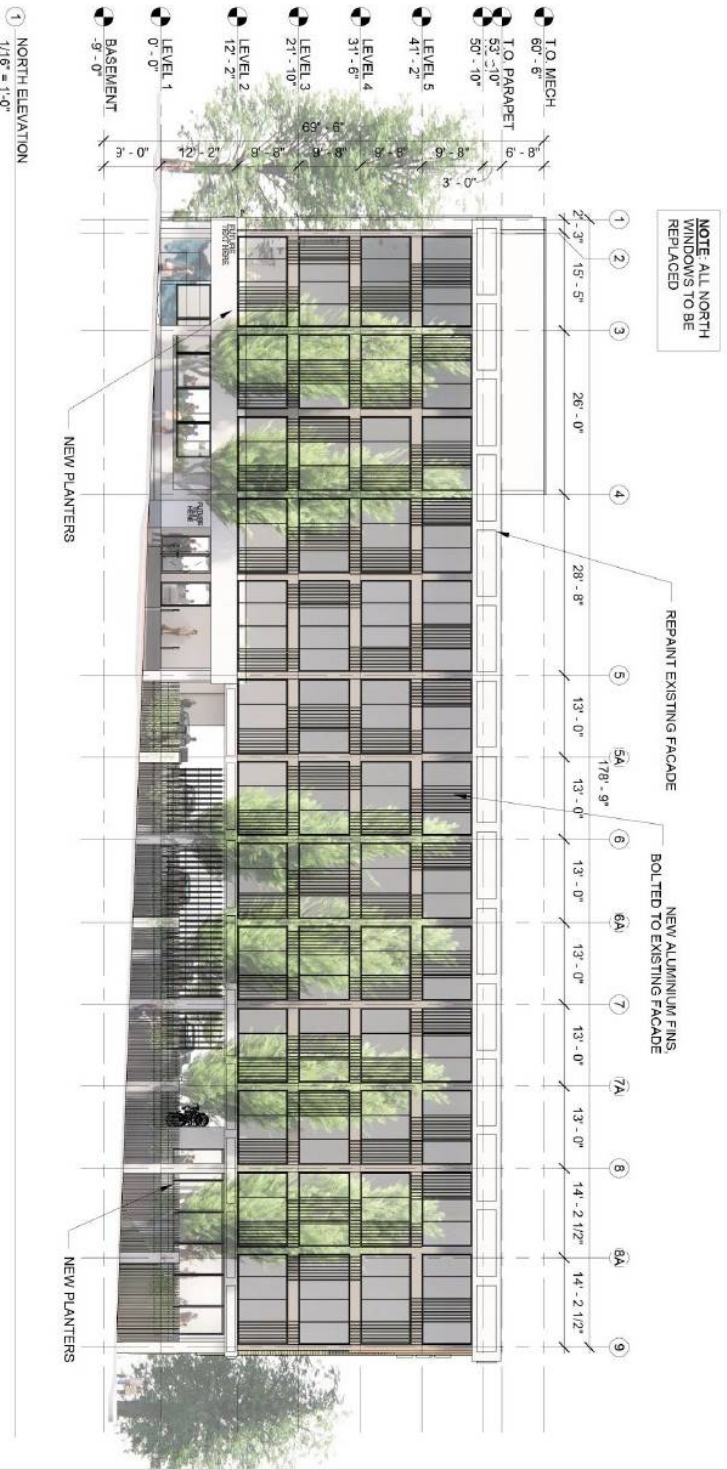 NOTE: ALL NORTH
WINDOWS TO BE
REPLACED
REPAINT EXISTING FACADE
NEW ALUMINIUM FINS,
BOLTED TO EXISTING FACADE
178' - 9"
2' - 3"
15' - 5"
26' - 0"
28' - 8"
13' - 0"
13' - 0"
13' - 0"
13' - 0"
13' - 0"
13' - 0"
14' - 2 1/2"
14' - 2 1/2"
1
2
3
4
5
5A
6
6A
7
7A
8
8A
9
T.O. MECH
60' - 6"
T.O. PARAPET
53' - 10"
50' - 10"
LEVEL 5
41' - 2"
LEVEL 4
31' - 6"
LEVEL 3
21' - 10"
LEVEL 2
12' - 2"
LEVEL 1
0' - 0"
BASEMENT
-9' - 0"
6' - 8"
3' - 0"
9' - 8"
9' - 8"
9' - 8"
9' - 8"
12' - 2"
9' - 0"
69' - 6"
FUTURE
TEXT HERE
NEW PLANTERS
NEW PLANTERS
1
NORTH ELEVATION
1/16" = 1'-0"